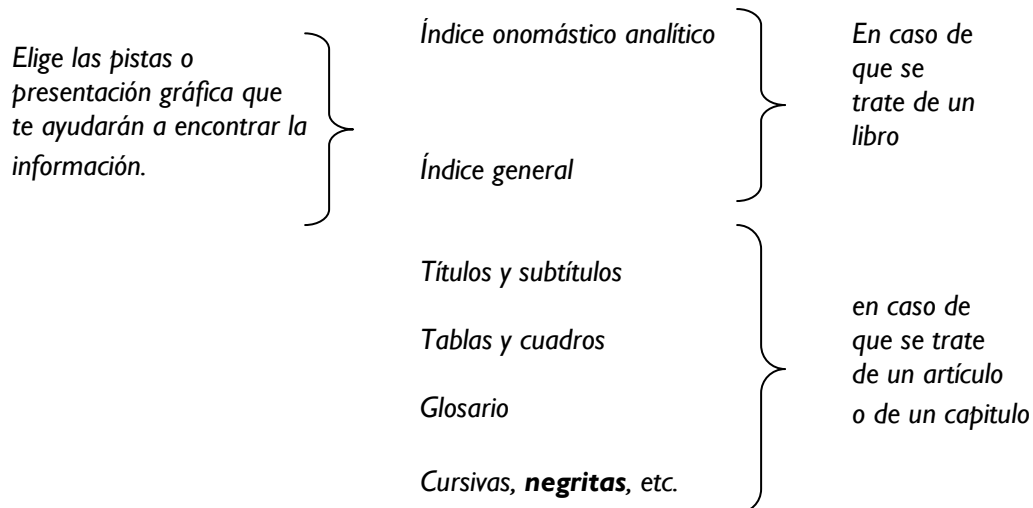 Elige las pistas o
presentación gráfica que
te ayudarán a encontrar la
información.
Índice onomástico analítico
Índice general
En caso de
que se
trate de un
libro
Títulos y subtítulos
Tablas y cuadros
Glosario
Cursivas, negritas, etc.
en caso de
que se trate
de un artículo
o de un capitulo